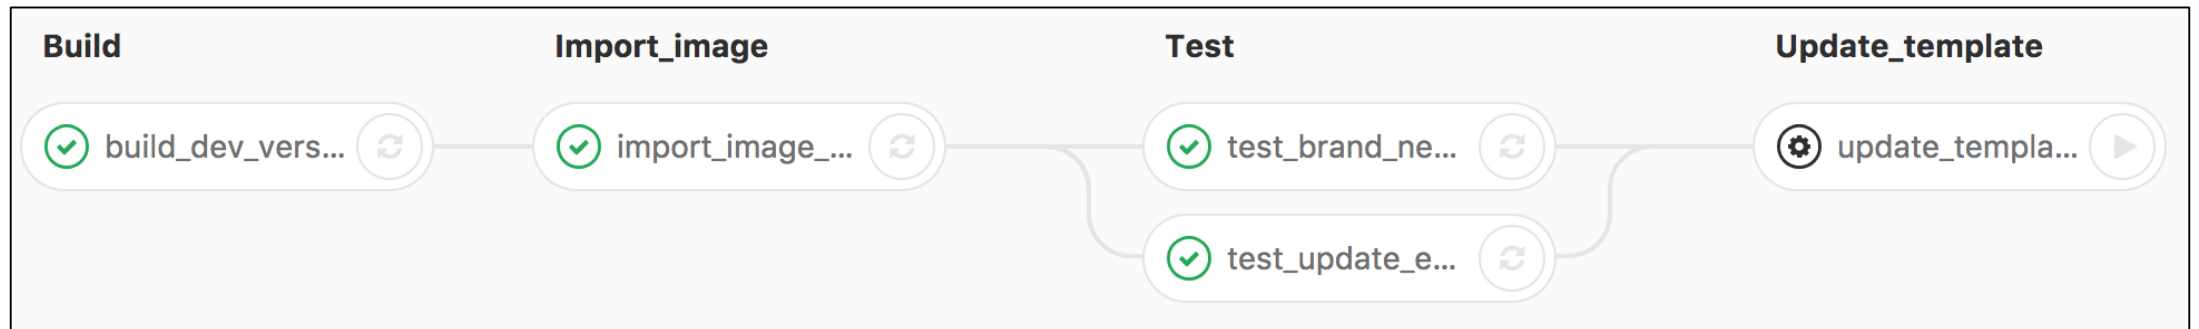 Build
build_dev_vers...
Import_image
import_image_...
Test
test_brand_ne...
test_update_e...
Update_template
update_templa...